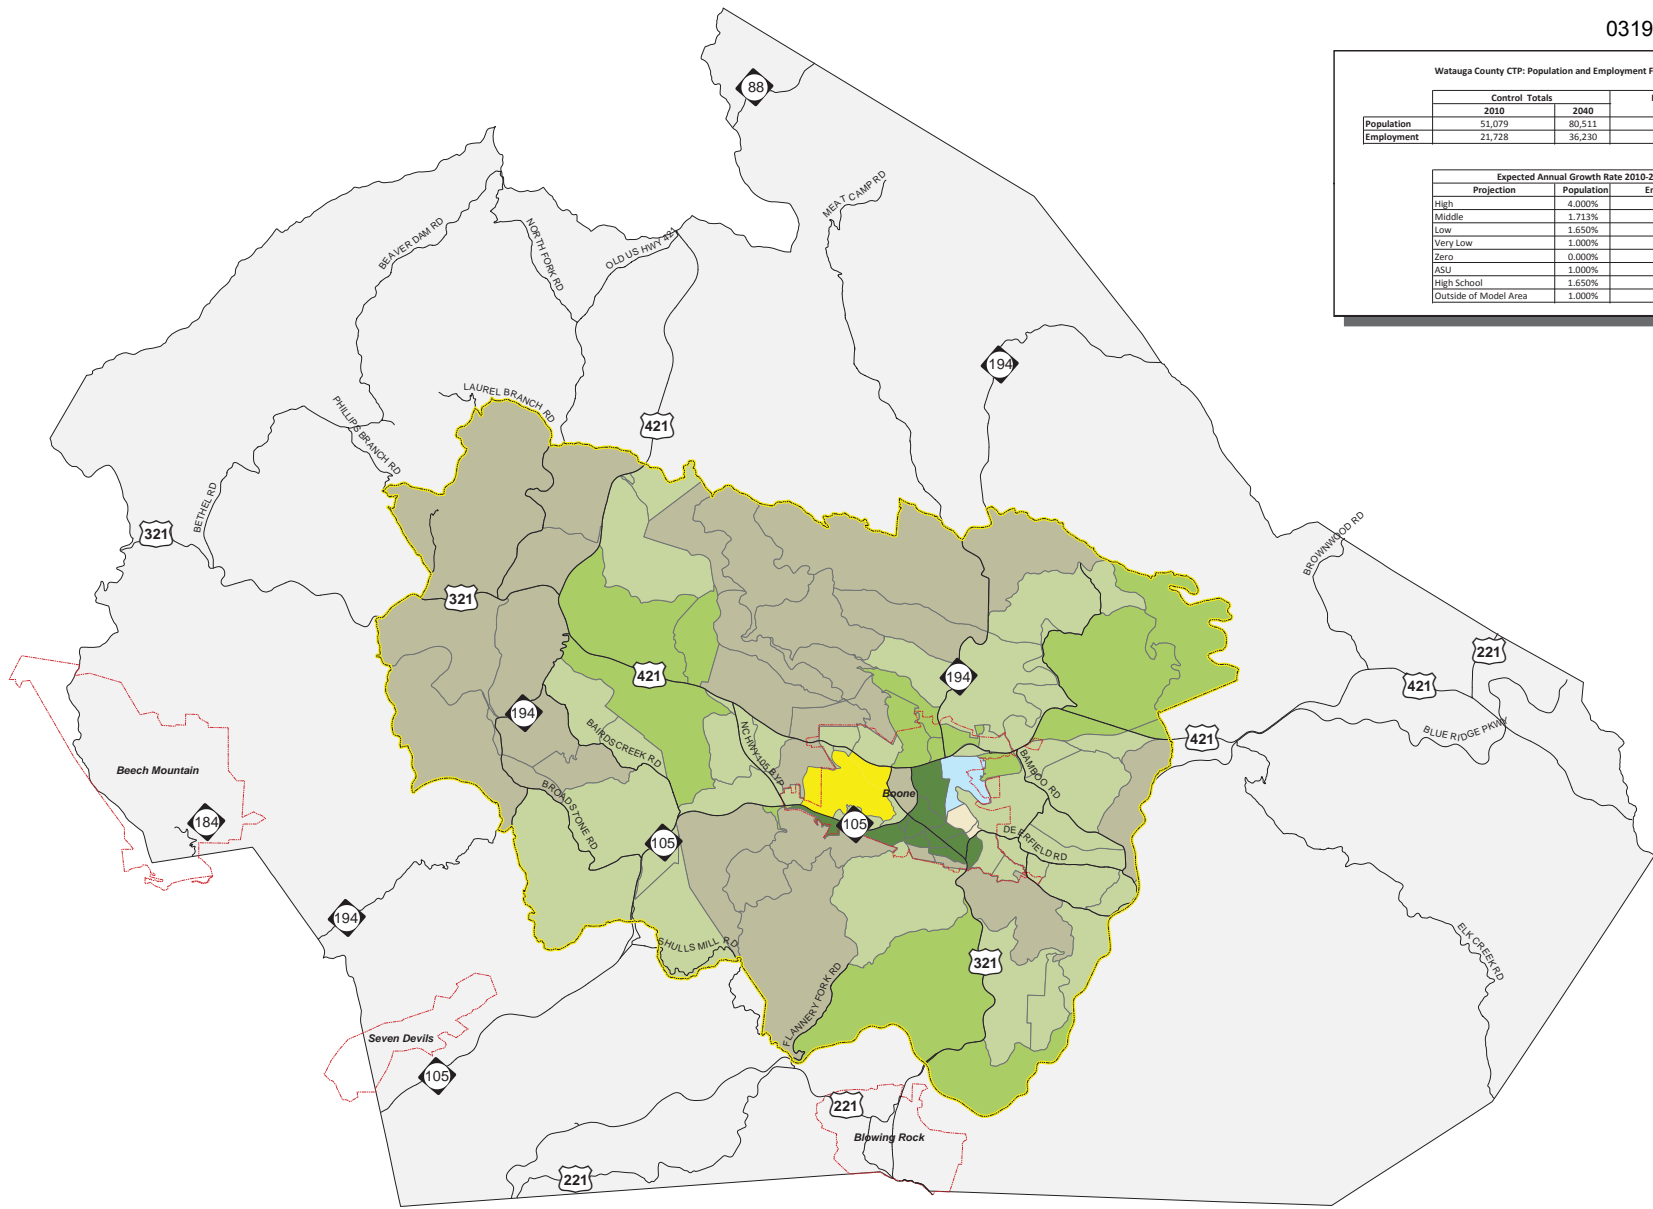 0319
Watauga County CTP: Population and Employment F
Control Totals
2010 2040
Population 51,079 80,511
Employment 21,728 36,230
Expected Annual Growth Rate 2010-2
Projection Population En
High 4.000%
Middle 1.713%
Low 1.650%
Very Low 1.000%
Zero 0.000%
ASU 1.000%
High School 1.650%
Outside of Model Area 1.000%
88
MEAT CAMP RD
BEAVER DAM RD
NORTH FORK RD
OLD US HWY 421
194
LAUREL BRANCH RD
PHILLIPS BRANCH RD
421
BETHEL RD
321
BROWNWOOD RD
321
221
421
194
421
194
BAIRDS CREEK RD
NC HWY 105 BYP
BLUE RIDGE PKWY
421
BAMBOO RD
Beech Mountain
Boone
BROADSTONE RD
184
105
105
DEERFIELD RD
194
SHULLS MILL RD
321
ELK CREEK RD
FLANNERY FORK RD
Seven Devils
105
221
Blowing Rock
221